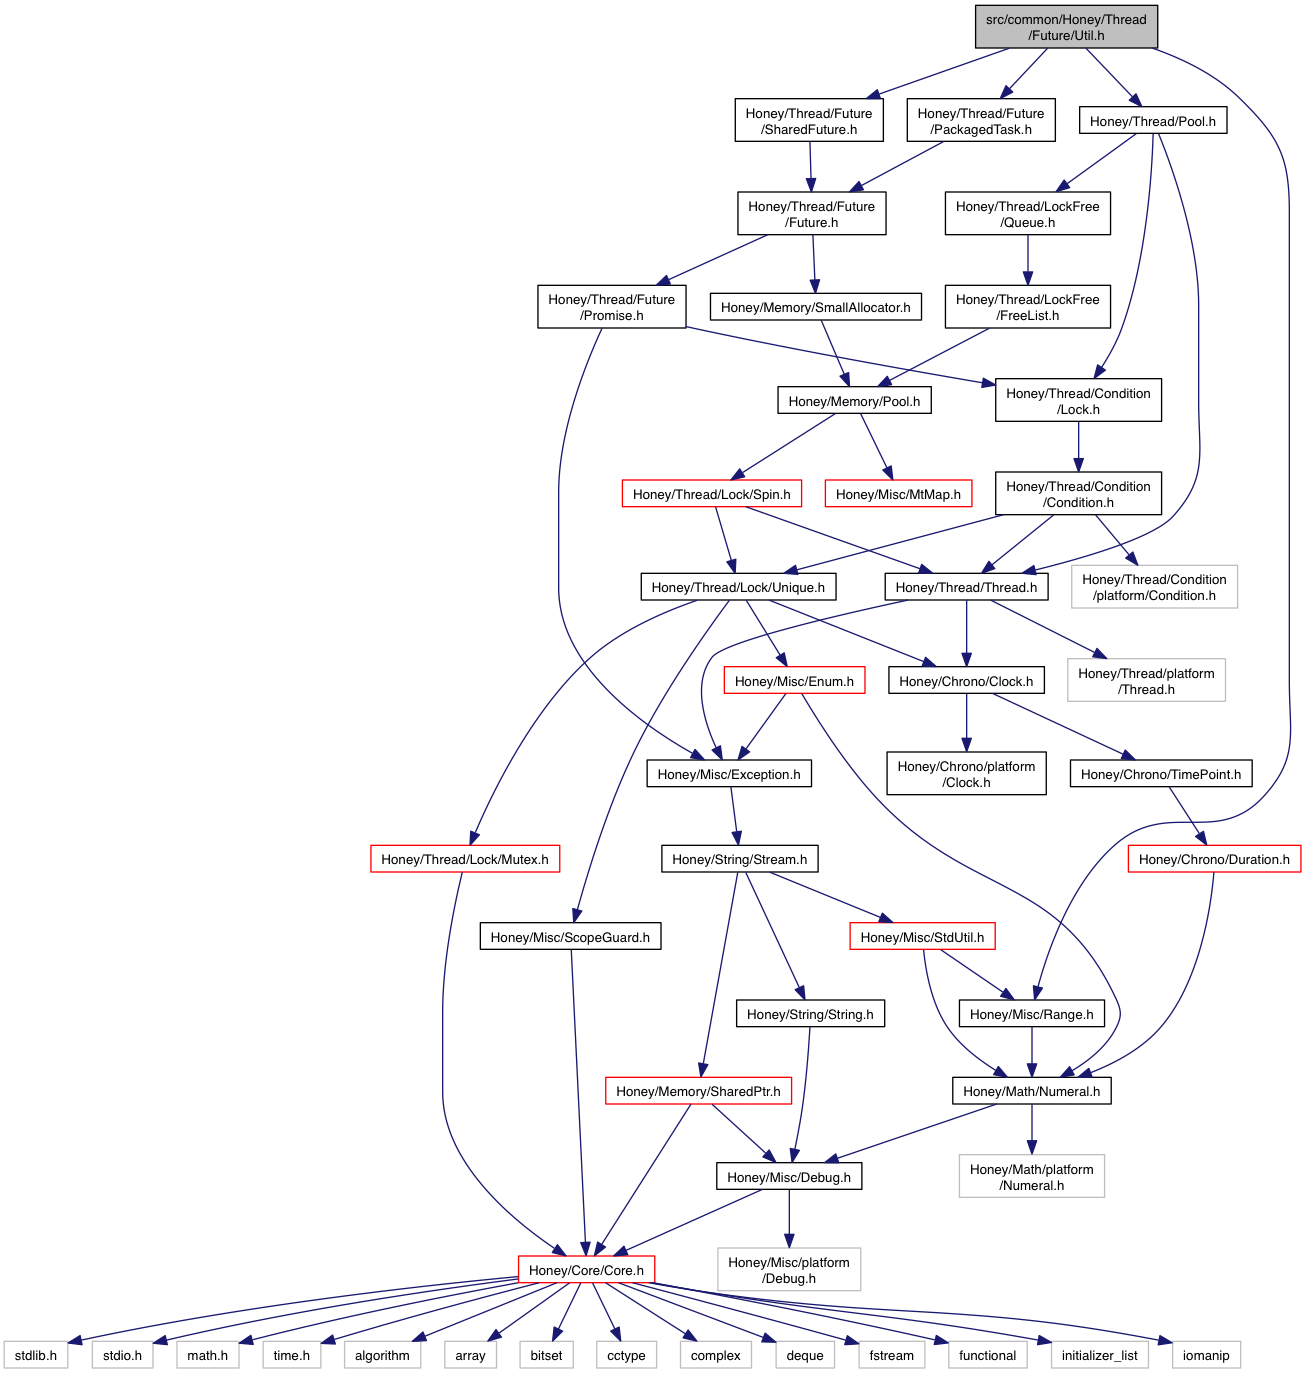 src/common/Honey/Thread
/Future/Util.h
Honey/Thread/Future
/SharedFuture.h
Honey/Thread/Future
/PackagedTask.h
Honey/Thread/Pool.h
Honey/Thread/Future
/Future.h
Honey/Thread/LockFree
/Queue.h
Honey/Thread/Future
/Promise.h
Honey/Memory/SmallAllocator.h
Honey/Thread/LockFree
/FreeList.h
Honey/Memory/Pool.h
Honey/Thread/Condition
/Lock.h
Honey/Thread/Lock/Spin.h
Honey/Misc/MtMap.h
Honey/Thread/Condition
/Condition.h
Honey/Thread/Lock/Unique.h
Honey/Thread/Thread.h
Honey/Thread/Condition
/platform/Condition.h
Honey/Misc/Enum.h
Honey/Chrono/Clock.h
Honey/Thread/platform
/Thread.h
Honey/Misc/Exception.h
Honey/Chrono/platform
/Clock.h
Honey/Chrono/TimePoint.h
Honey/Thread/Lock/Mutex.h
Honey/String/Stream.h
Honey/Chrono/Duration.h
Honey/Misc/ScopeGuard.h
Honey/Misc/StdUtil.h
Honey/String/String.h
Honey/Misc/Range.h
Honey/Memory/SharedPtr.h
Honey/Math/Numeral.h
Honey/Misc/Debug.h
Honey/Math/platform
/Numeral.h
Honey/Core/Core.h
Honey/Misc/platform
/Debug.h
stdlib.h
stdio.h
math.h
time.h
algorithm
array
bitset
cctype
complex
deque
fstream
functional
initializer_list
iomanip